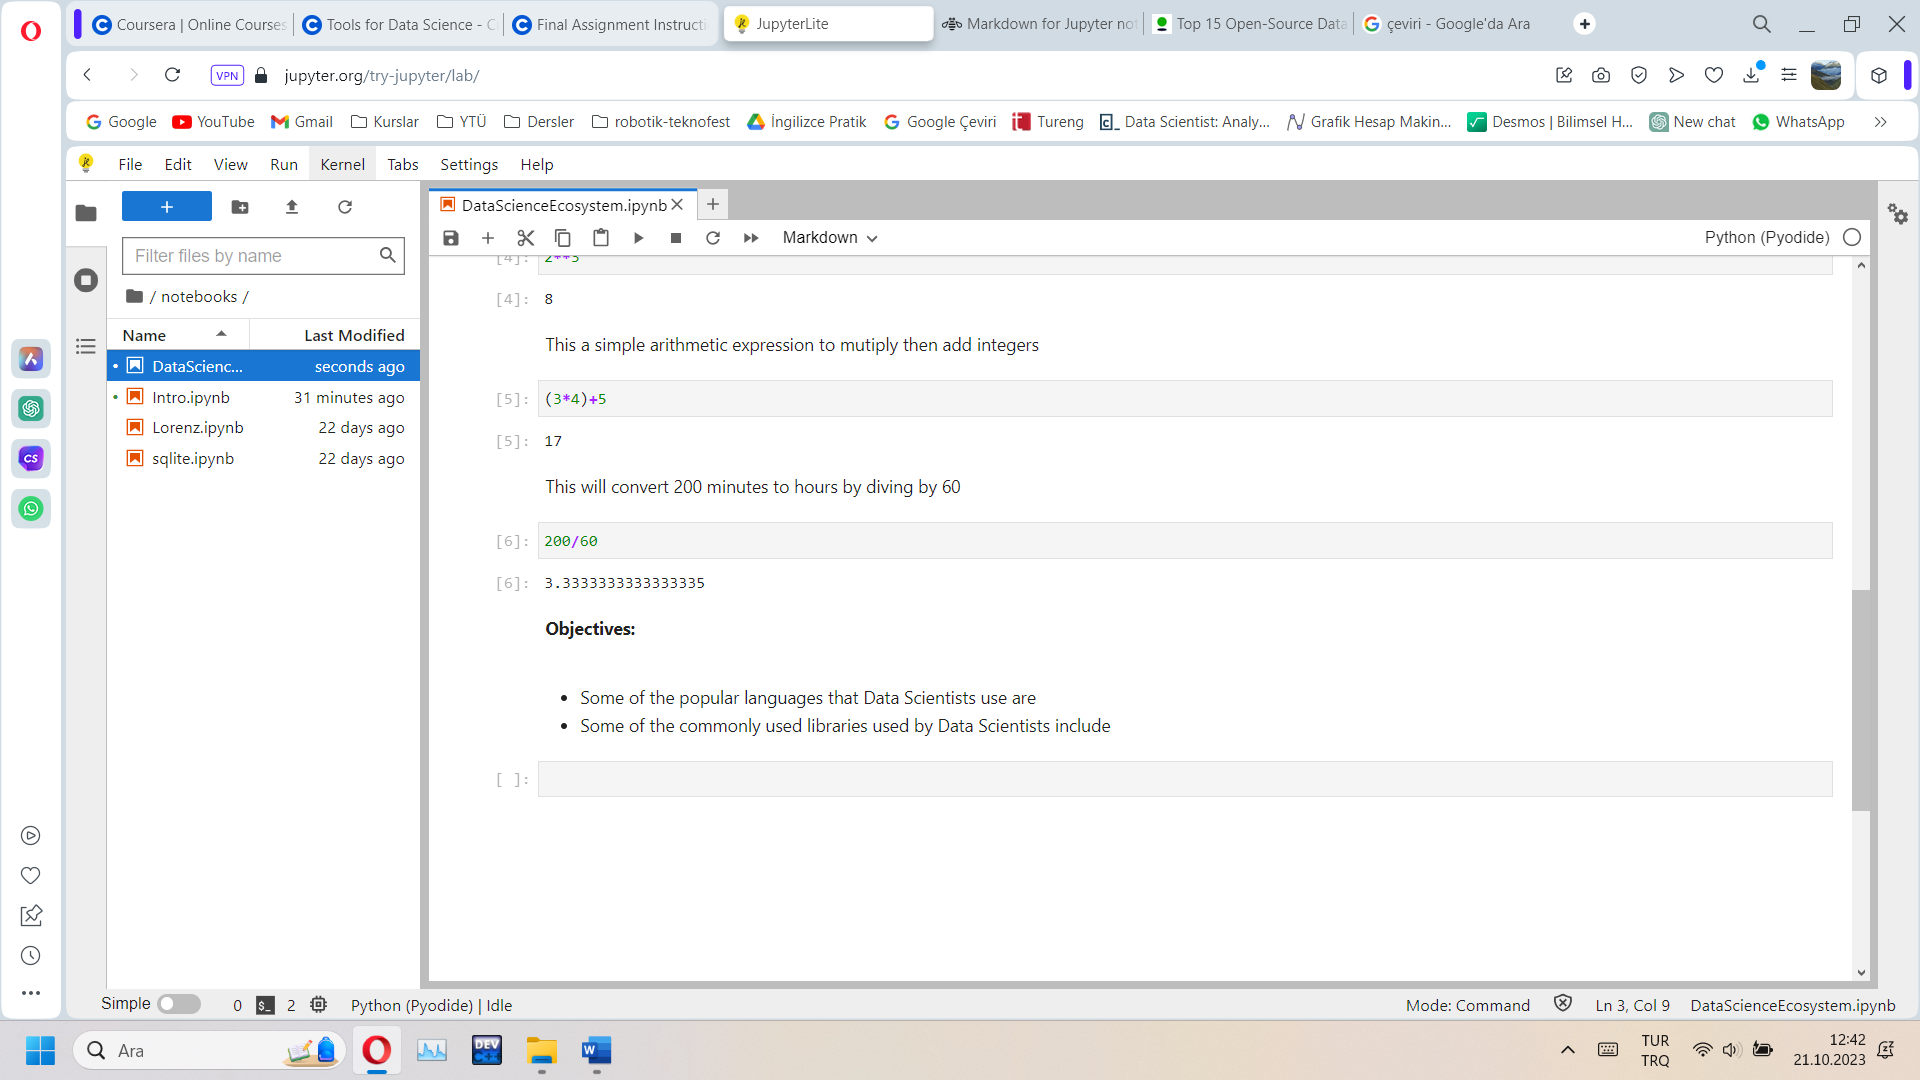 Coursera | Online Courses
Tools for Data Science - C
Final Assignment Instructi
JupyterLite
Markdown for Jupyter not
Top 15 Open-Source Data
çeviri - Google'da Ara
VPN
jupyter.org/try-jupyter/lab/
Google
YouTube
Gmail
Kurslar
YTÜ
Dersler
robotik-teknofest
İngilizce Pratik
Google Çeviri
Tureng
Data Scientist: Analy...
Grafik Hesap Makin...
Desmos | Bilimsel H...
New chat
WhatsApp
File Edit View Run Kernel Tabs Settings Help
DataScienceEcosystem.ipynb
Markdown
Python (Pyodide)
Filter files by name
/ notebooks /
Name Last Modified
DataScienc... seconds ago
Intro.ipynb 31 minutes ago
Lorenz.ipynb 22 days ago
sqlite.ipynb 22 days ago
[4]: 2**3
[4]: 8
This a simple arithmetic expression to mutiply then add integers
[5]: (3*4)+5
[5]: 17
This will convert 200 minutes to hours by diving by 60
[6]: 200/60
[6]: 3.3333333333333335
Objectives:
• Some of the popular languages that Data Scientists use are
• Some of the commonly used libraries used by Data Scientists include
[ ]:
Simple 0 $_ 2 Python (Pyodide) | Idle
Mode: Command Ln 3, Col 9 DataScienceEcosystem.ipynb
Ara
DEV
W
TUR
TRQ
12:42
21.10.2023
CS